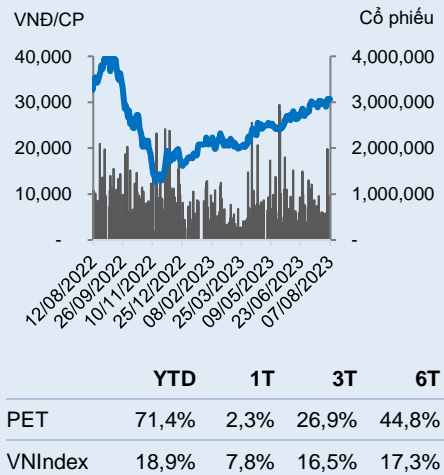 VNĐ/CP Cổ phiếu
40,000 4,000,000
30,000 3,000,000
20,000 2,000,000
10,000 1,000,000
- -
12/08/2022 26/09/2022 10/11/2022 25/12/2022 08/02/2023 25/03/2023 09/05/2023 23/06/2023 07/08/2023
YTD 1T 3T 6T
PET 71,4% 2,3% 26,9% 44,8%
VNIndex 18,9% 7,8% 16,5% 17,3%